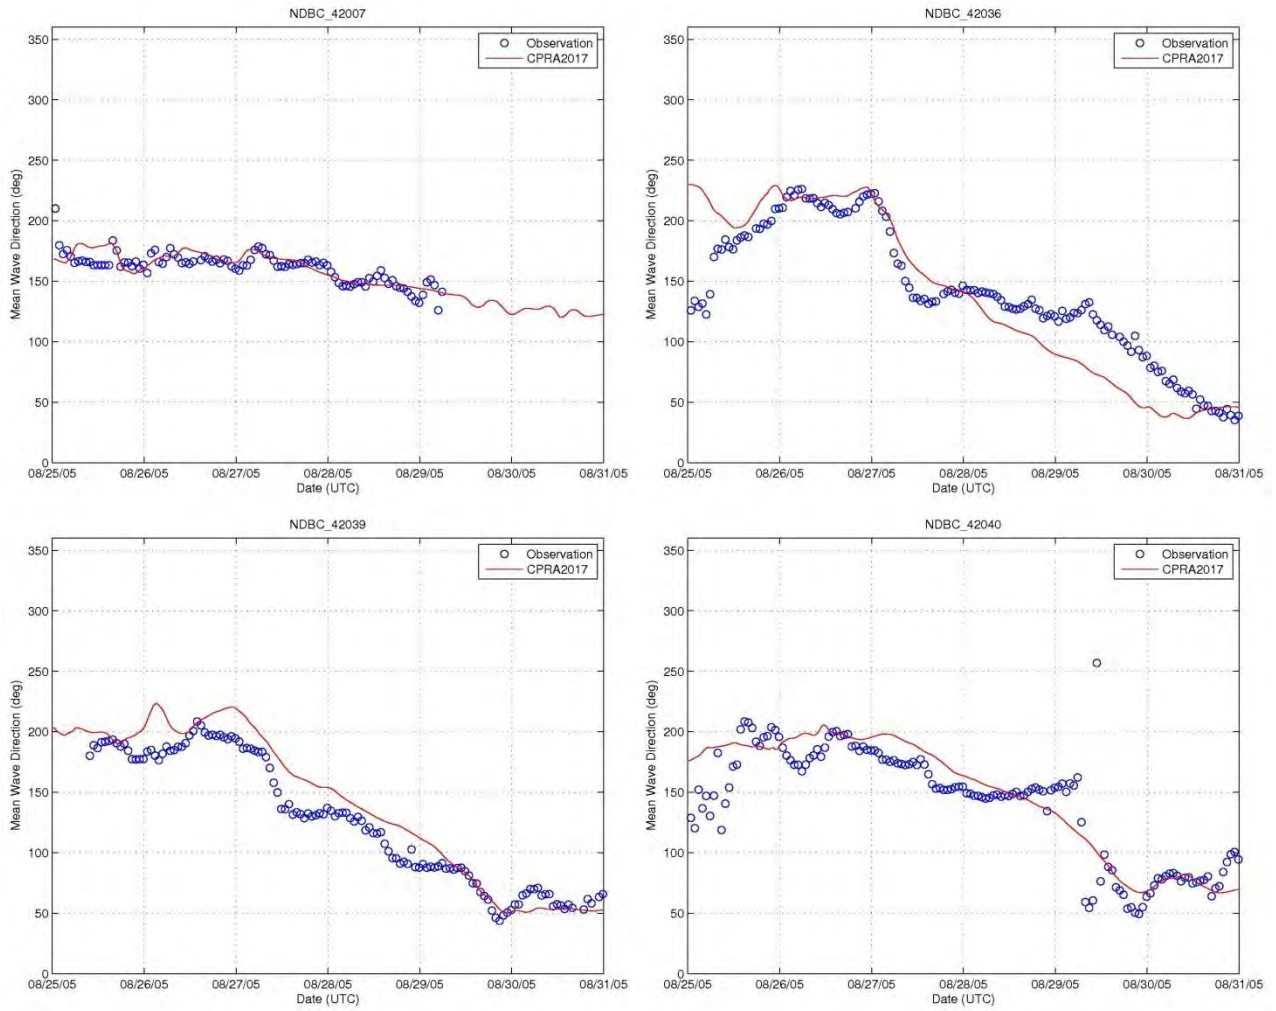 NDBC_42007
350
300
250
200
150
100
50
0
Mean Wave Direction (deg)
Observation
CPRA2017
08/25/05 08/26/05 08/27/05 08/28/05 08/29/05 08/30/05 08/31/05
Date (UTC)
NDBC_42036
350
300
250
200
150
100
50
0
Mean Wave Direction (deg)
Observation
CPRA2017
08/25/05 08/26/05 08/27/05 08/28/05 08/29/05 08/30/05 08/31/05
Date (UTC)
NDBC_42039
350
300
250
200
150
100
50
0
Mean Wave Direction (deg)
Observation
CPRA2017
08/25/05 08/26/05 08/27/05 08/28/05 08/29/05 08/30/05 08/31/05
Date (UTC)
NDBC_42040
350
300
250
200
150
100
50
0
Mean Wave Direction (deg)
Observation
CPRA2017
08/25/05 08/26/05 08/27/05 08/28/05 08/29/05 08/30/05 08/31/05
Date (UTC)